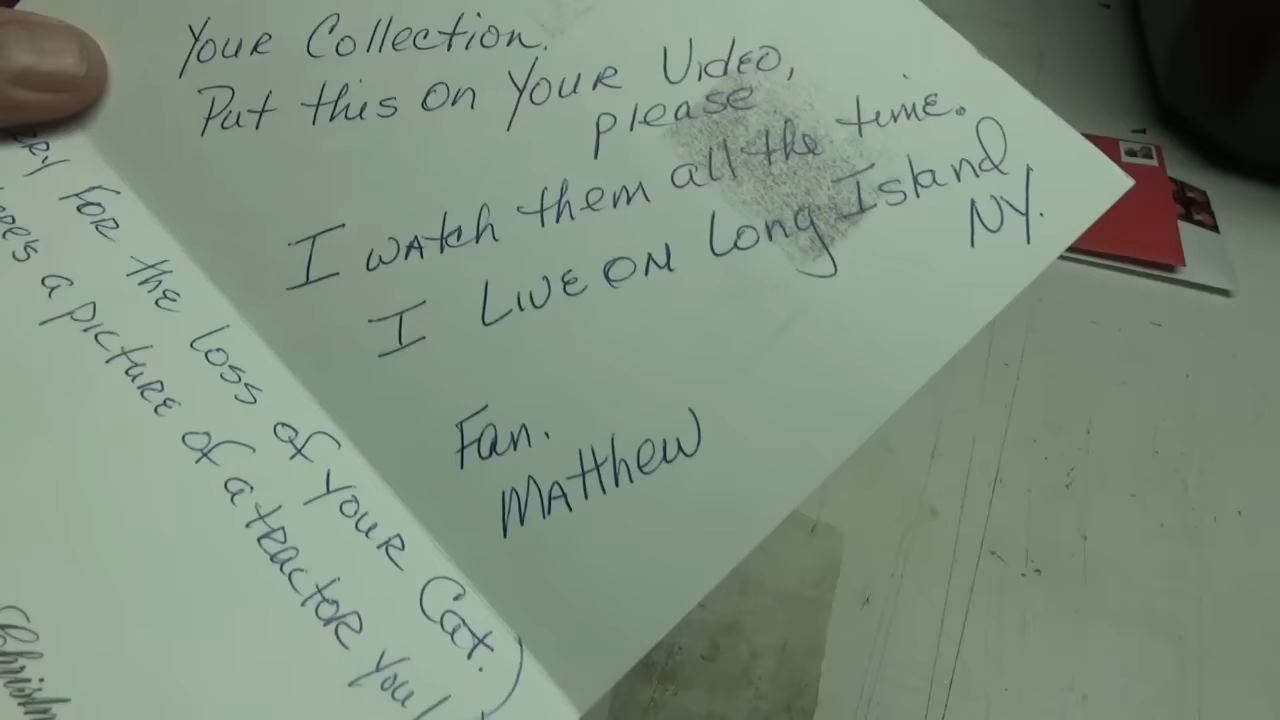 FOR the loss of YOUR Cat.)
a picture of a tractor you
Christm
Your Collection.
Put this on Your Video,
please
I watch them all the time.
I LIVE ON Long Island,
NY.
Fan.
Matthew